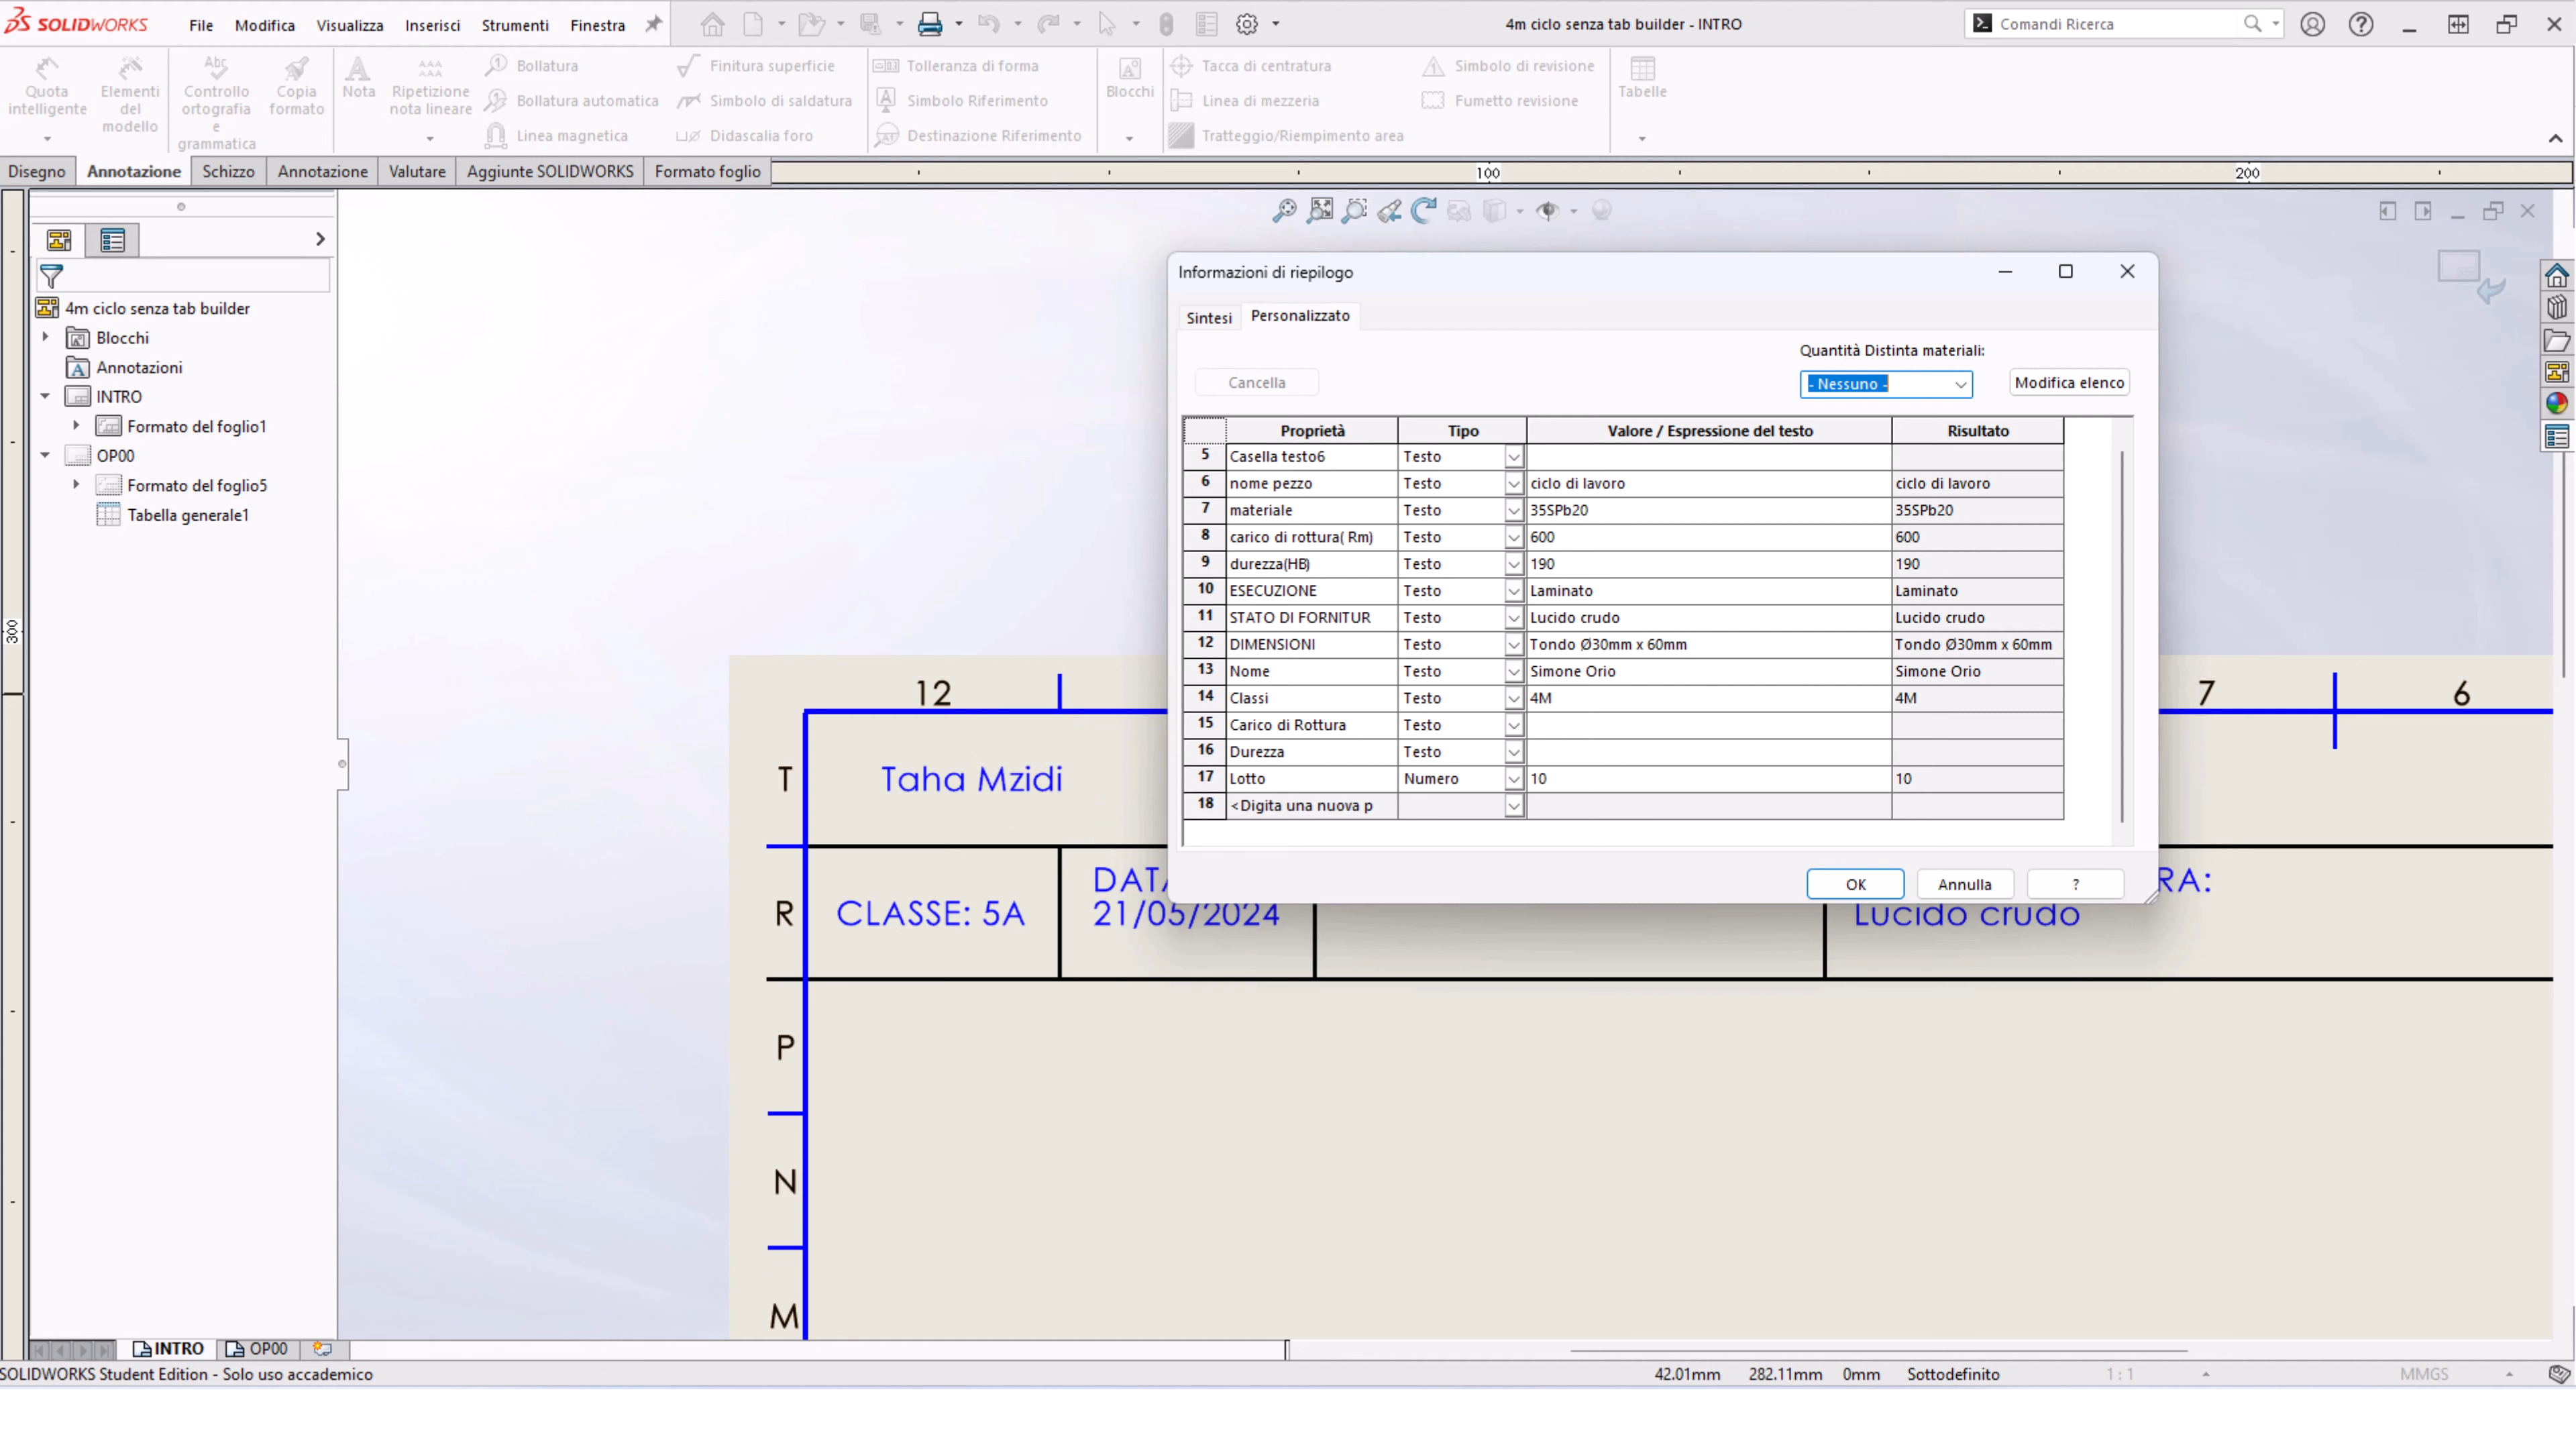 SOLIDWORKS File Modifica Visualizza Inserisci Strumenti Finestra 4m ciclo senza tab builder - INTRO Comandi Ricerca
Quota intelligente
Elementi del modello
Controllo ortografia e grammatica
Copia formato
Nota
Ripetizione nota lineare
Bollatura
Bollatura automatica
Linea magnetica
Finitura superficie
Simbolo di saldatura
Didascalia foro
Tolleranza di forma
Simbolo Riferimento
Destinazione Riferimento
Blocchi
Tacca di centratura
Linea di mezzeria
Tratteggio/Riempimento area
Simbolo di revisione
Fumetto revisione
Tabelle
Disegno Annotazione Schizzo Annotazione Valutare Aggiunte SOLIDWORKS Formato foglio
100 200
300
4m ciclo senza tab builder
Blocchi
Annotazioni
INTRO
Formato del foglio1
OP00
Formato del foglio5
Tabella generale1
Informazioni di riepilogo
Sintesi Personalizzato
Quantità Distinta materiali:
Cancella - Nessuno - Modifica elenco
Proprietà Tipo Valore / Espressione del testo Risultato
5 Casella testo6 Testo
6 nome pezzo Testo ciclo di lavoro ciclo di lavoro
7 materiale Testo 35SPb20 35SPb20
8 carico di rottura( Rm) Testo 600 600
9 durezza(HB) Testo 190 190
10 ESECUZIONE Testo Laminato Laminato
11 STATO DI FORNITUR Testo Lucido crudo Lucido crudo
12 DIMENSIONI Testo Tondo Ø30mm x 60mm Tondo Ø30mm x 60mm
13 Nome Testo Simone Orio Simone Orio
14 Classi Testo 4M 4M
15 Carico di Rottura Testo
16 Durezza Testo
17 Lotto Numero 10 10
18 <Digita una nuova p
OK Annulla ?
12 7 6
T Taha Mzidi
R CLASSE: 5A
DATA
21/05/2024
RA:
Lucido crudo
P
N
M
INTRO OP00
SOLIDWORKS Student Edition - Solo uso accademico 42.01mm 282.11mm 0mm Sottodefinito 1 : 1 MMGS